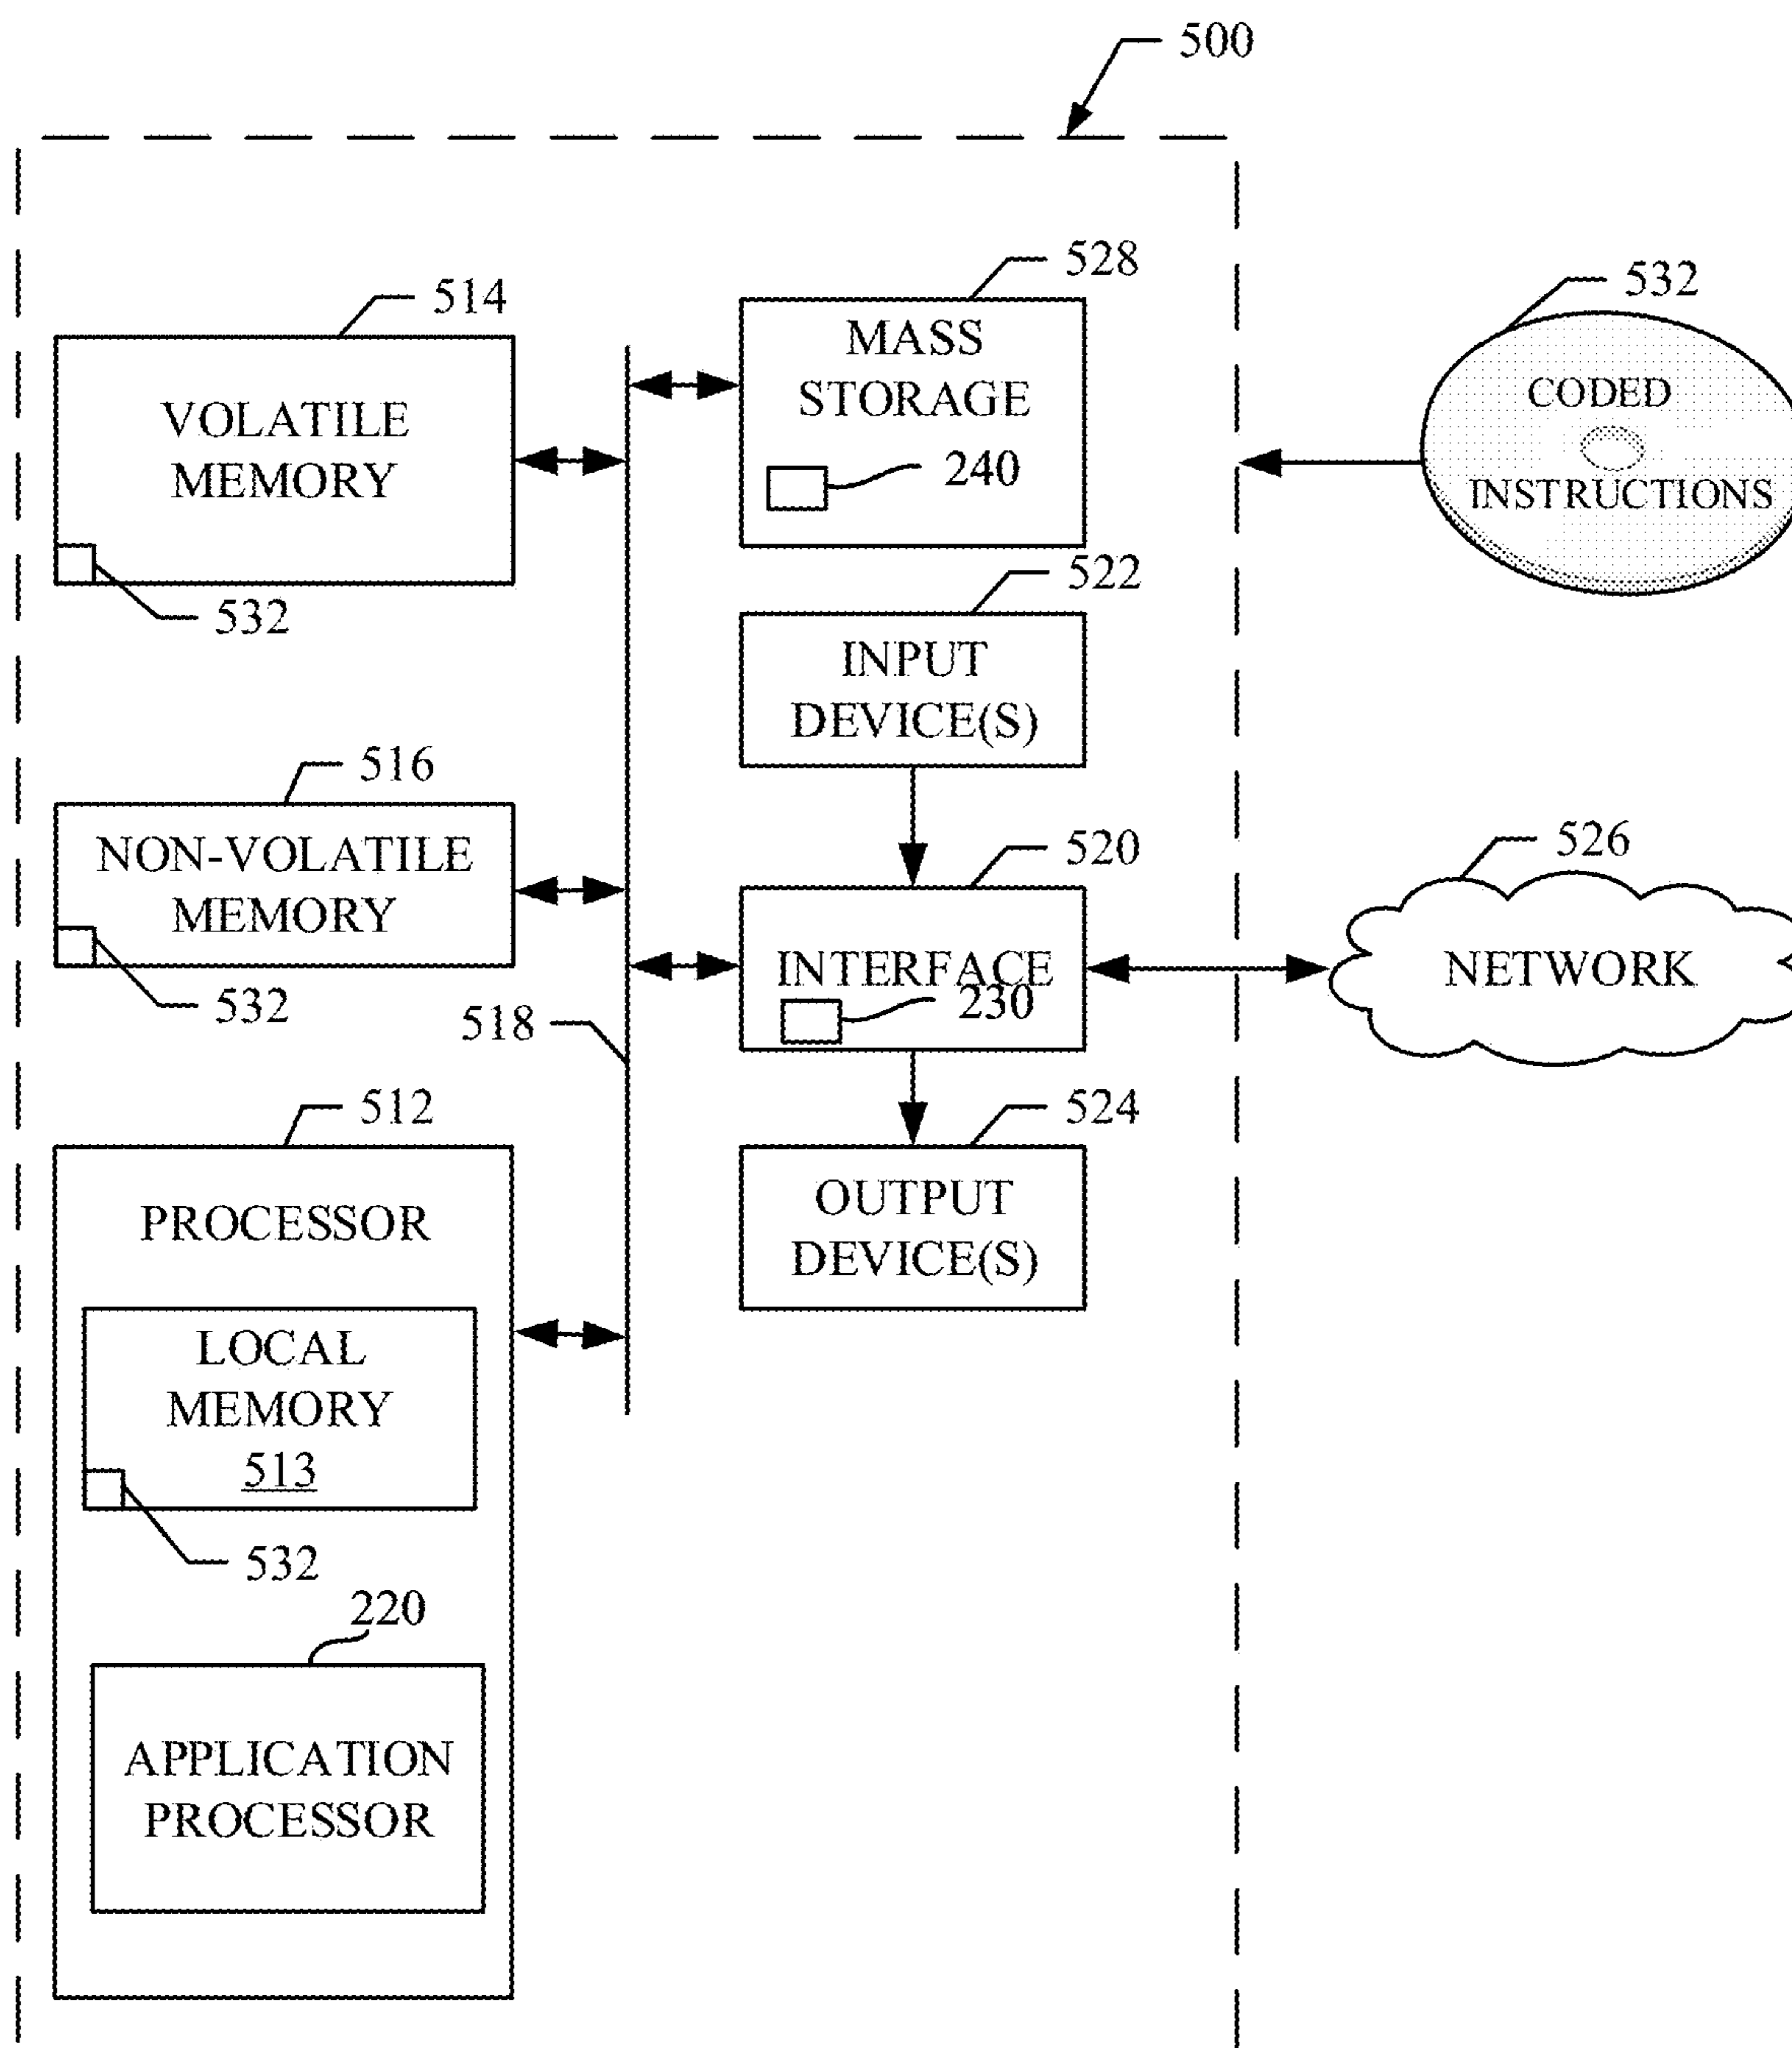 500
528
514
MASS
STORAGE
240
VOLATILE
MEMORY
532
532
CODED
INSTRUCTIONS
522
INPUT
DEVICE(S)
516
NON-VOLATILE
MEMORY
532
520
INTERFACE
230
526
NETWORK
518
512
PROCESSOR
524
OUTPUT
DEVICE(S)
LOCAL
MEMORY
513
532
220
APPLICATION
PROCESSOR